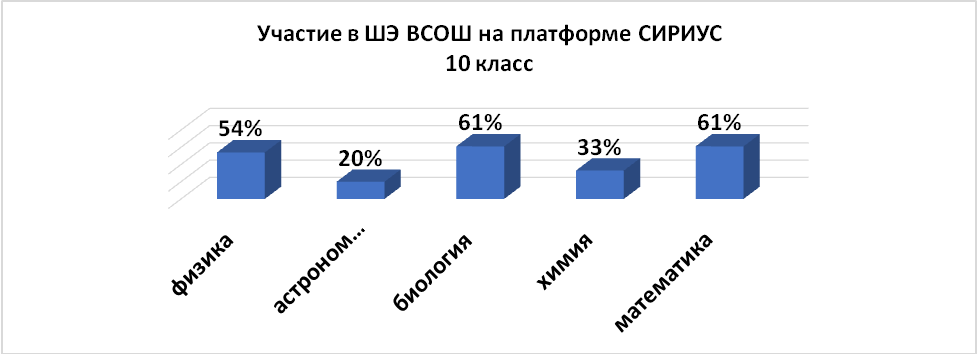 Участие в ШЭ ВСОШ на платформе СИРИУС
10 класс
54%
20%
61%
33%
61%
физика
астроном...
биология
химия
математика